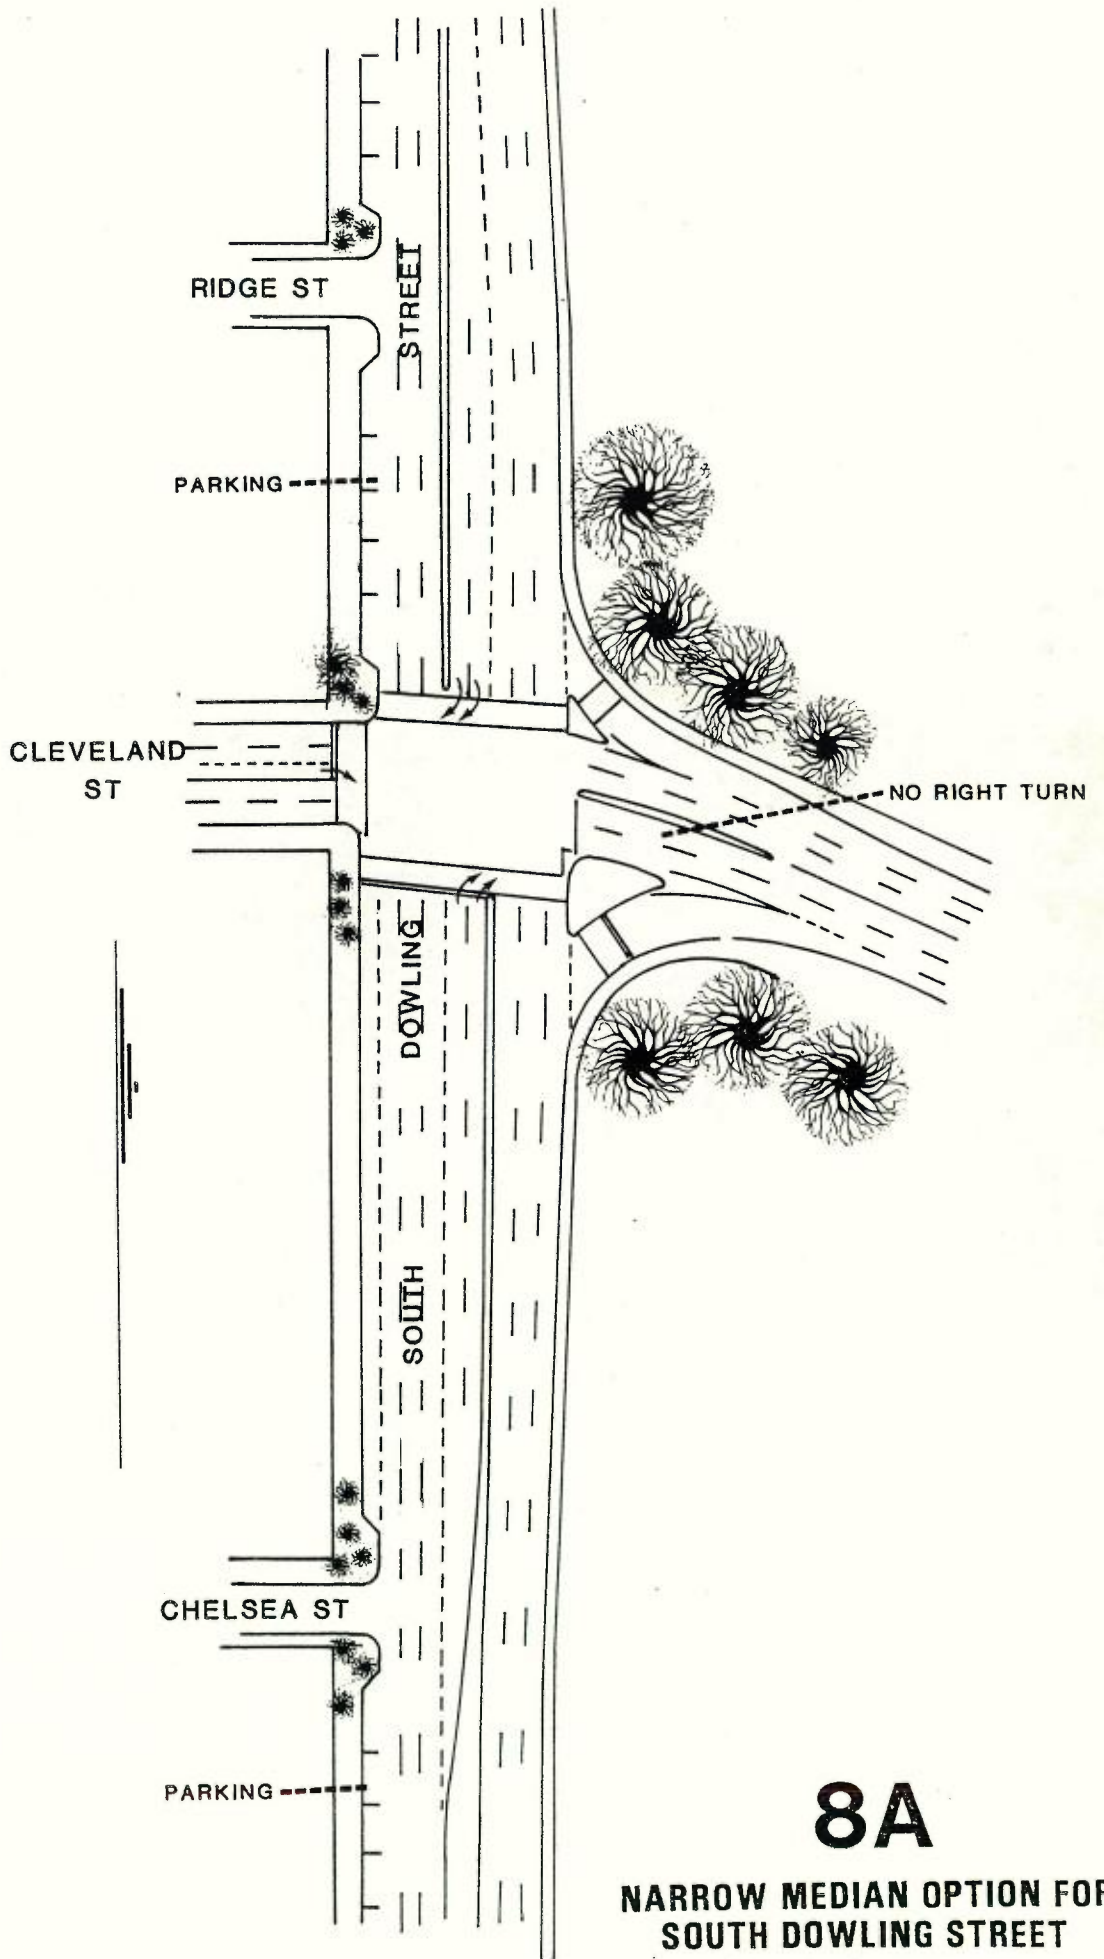 RIDGE ST
STREET
PARKING
CLEVELAND
ST
NO RIGHT TURN
DOWLING
SOUTH
CHELSEA ST
PARKING
8A
NARROW MEDIAN OPTION FOR
SOUTH DOWLING STREET